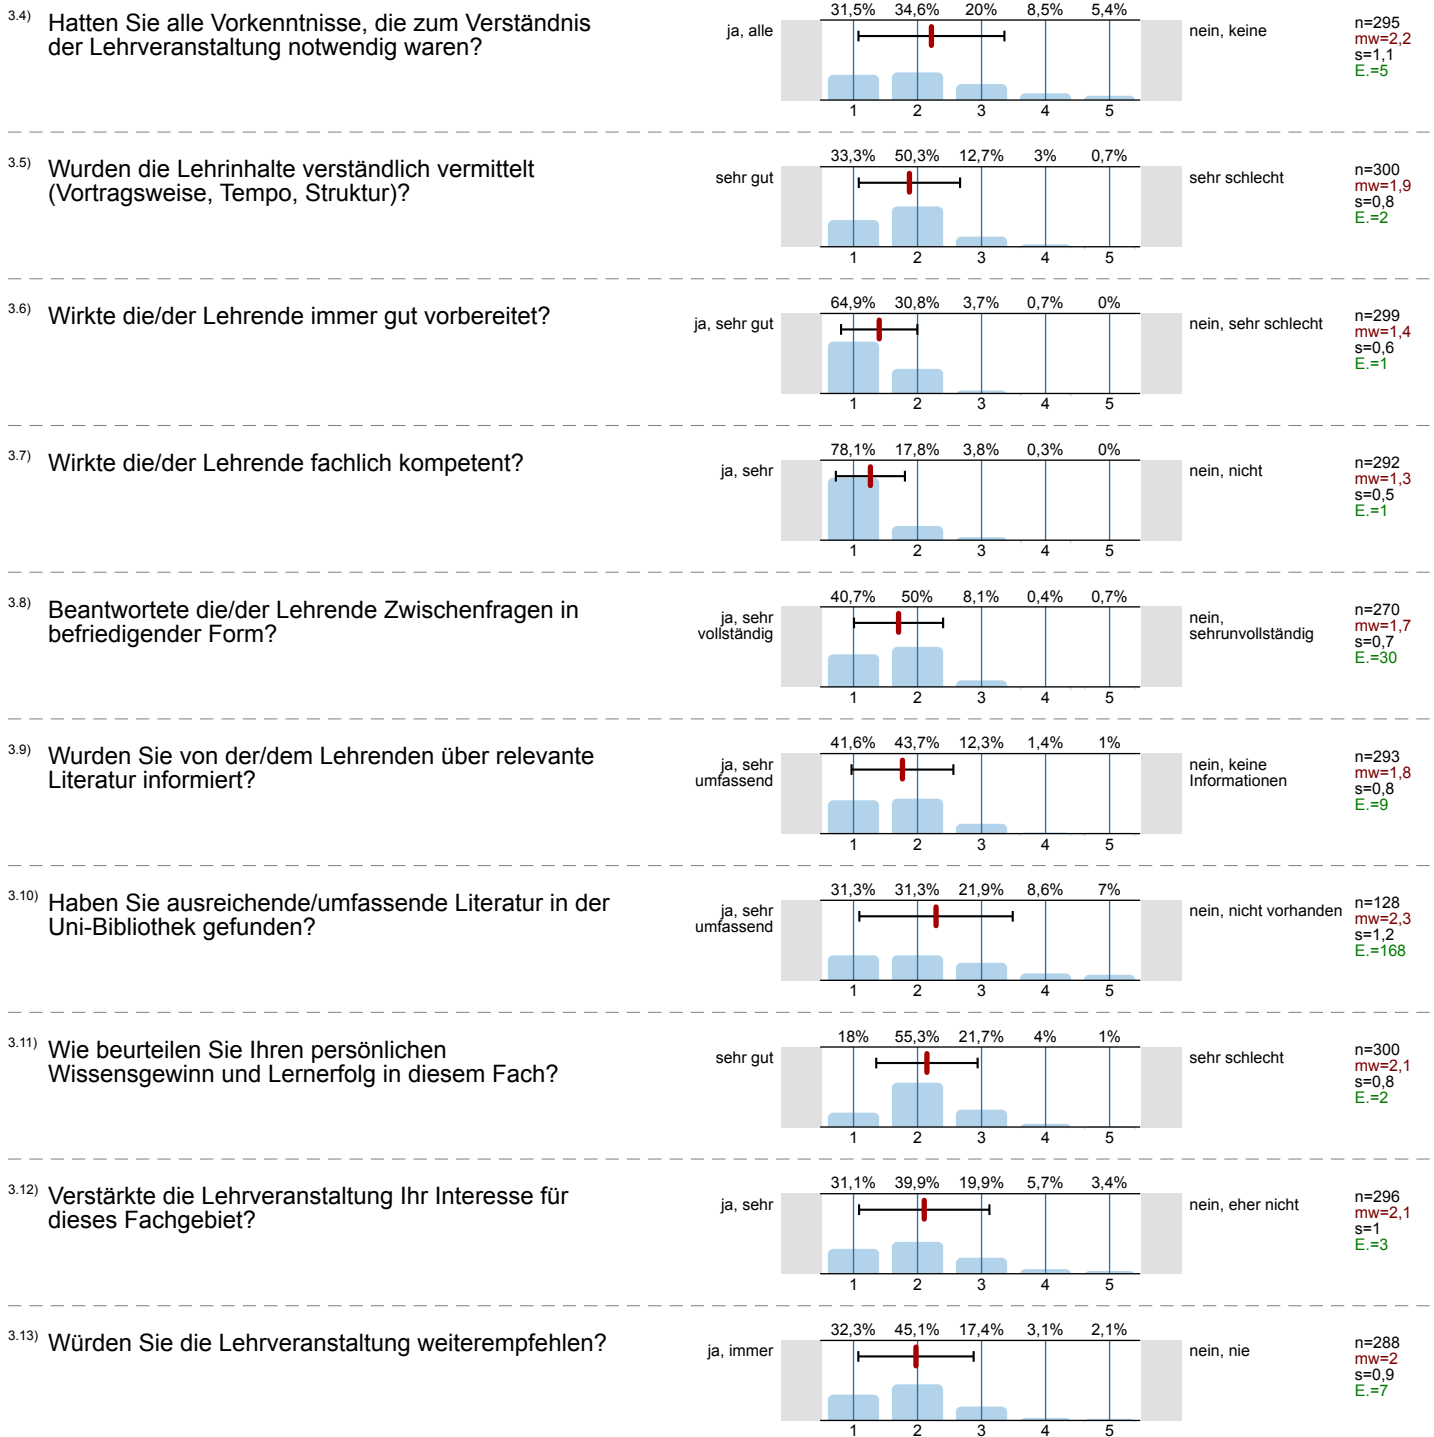 3.4) Hatten Sie alle Vorkenntnisse, die zum Verständnis
der Lehrveranstaltung notwendig waren?
31,5% 34,6% 20% 8,5% 5,4%
ja, alle
nein, keine
1 2 3 4 5
n=295
mw=2,2
s=1,1
E.=5
3.5) Wurden die Lehrinhalte verständlich vermittelt
(Vortragsweise, Tempo, Struktur)?
33,3% 50,3% 12,7% 3% 0,7%
sehr gut
sehr schlecht
1 2 3 4 5
n=300
mw=1,9
s=0,8
E.=2
3.6) Wirkte die/der Lehrende immer gut vorbereitet?
64,9% 30,8% 3,7% 0,7% 0%
ja, sehr gut
nein, sehr schlecht
1 2 3 4 5
n=299
mw=1,4
s=0,6
E.=1
3.7) Wirkte die/der Lehrende fachlich kompetent?
78,1% 17,8% 3,8% 0,3% 0%
ja, sehr
nein, nicht
1 2 3 4 5
n=292
mw=1,3
s=0,5
E.=1
3.8) Beantwortete die/der Lehrende Zwischenfragen in
befriedigender Form?
40,7% 50% 8,1% 0,4% 0,7%
ja, sehr
vollständig
nein,
sehrunvollständig
1 2 3 4 5
n=270
mw=1,7
s=0,7
E.=30
3.9) Wurden Sie von der/dem Lehrenden über relevante
Literatur informiert?
41,6% 43,7% 12,3% 1,4% 1%
ja, sehr
umfassend
nein, keine
Informationen
1 2 3 4 5
n=293
mw=1,8
s=0,8
E.=9
3.10) Haben Sie ausreichende/umfassende Literatur in der
Uni-Bibliothek gefunden?
31,3% 31,3% 21,9% 8,6% 7%
ja, sehr
umfassend
nein, nicht vorhanden
1 2 3 4 5
n=128
mw=2,3
s=1,2
E.=168
3.11) Wie beurteilen Sie Ihren persönlichen
Wissensgewinn und Lernerfolg in diesem Fach?
18% 55,3% 21,7% 4% 1%
sehr gut
sehr schlecht
1 2 3 4 5
n=300
mw=2,1
s=0,8
E.=2
3.12) Verstärkte die Lehrveranstaltung Ihr Interesse für
dieses Fachgebiet?
31,1% 39,9% 19,9% 5,7% 3,4%
ja, sehr
nein, eher nicht
1 2 3 4 5
n=296
mw=2,1
s=1
E.=3
3.13) Würden Sie die Lehrveranstaltung weiterempfehlen?
32,3% 45,1% 17,4% 3,1% 2,1%
ja, immer
nein, nie
1 2 3 4 5
n=288
mw=2
s=0,9
E.=7